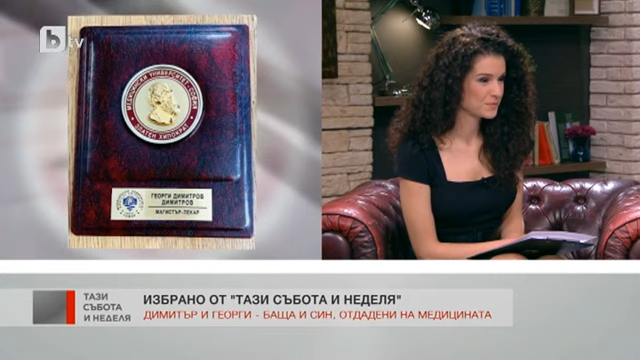 bTV
МЕДИЦИНСКИ УНИВЕРСИТЕТ - СОФИЯ
ЗЛАТЕН ХИПОКРАТ
ГЕОРГИ ДИМИТРОВ
ДИМИТРОВ
МАГИСТЪР-ЛЕКАР
ТАЗИ
СЪБОТА
И НЕДЕЛЯ
ИЗБРАНО ОТ "ТАЗИ СЪБОТА И НЕДЕЛЯ"
ДИМИТЪР И ГЕОРГИ - БАЩА И СИН, ОТДАДЕНИ НА МЕДИЦИНАТА